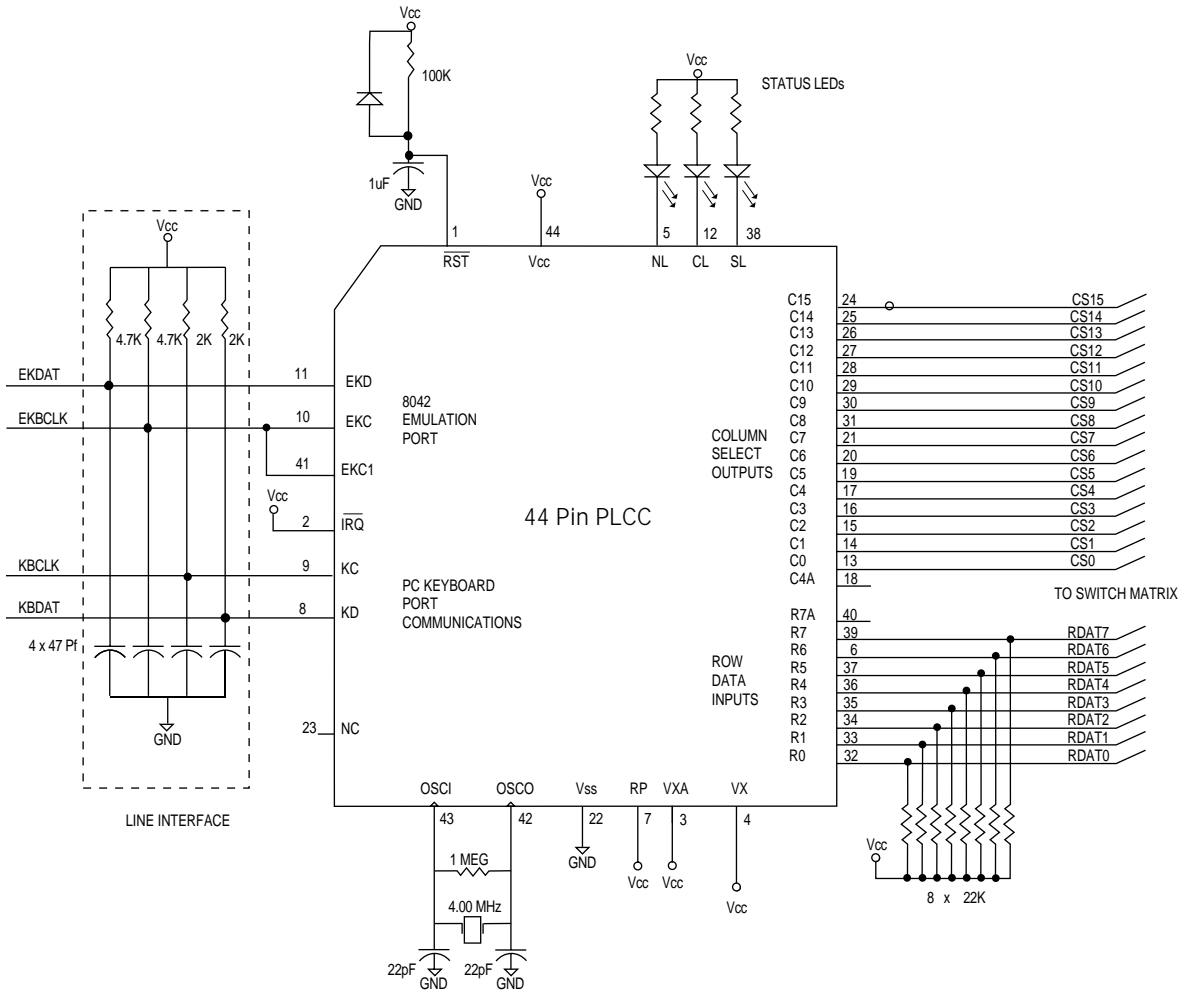 Vcc
100K
1uF
GND
Vcc
STATUS LEDs
Vcc
1
44
5
12
38
RST
Vcc
NL
CL
SL
Vcc
4.7K
4.7K
2K
2K
EKDAT
11
EKD
EKBCLK
10
EKC
41
EKC1
8042
EMULATION
PORT
Vcc
2
IRQ
KBCLK
9
KC
KBDAT
8
KD
PC KEYBOARD
PORT
COMMUNICATIONS
4 x 47 Pf
GND
LINE INTERFACE
23
NC
44 Pin PLCC
COLUMN
SELECT
OUTPUTS
C15 24 CS15
C14 25 CS14
C13 26 CS13
C12 27 CS12
C11 28 CS11
C10 29 CS10
C9 30 CS9
C8 31 CS8
C7 21 CS7
C6 20 CS6
C5 19 CS5
C4 17 CS4
C3 16 CS3
C2 15 CS2
C1 14 CS1
C0 13 CS0
C4A 18
TO SWITCH MATRIX
ROW
DATA
INPUTS
R7A 40
R7 39 RDAT7
R6 6 RDAT6
R5 37 RDAT5
R4 36 RDAT4
R3 35 RDAT3
R2 34 RDAT2
R1 33 RDAT1
R0 32 RDAT0
Vcc
8 x 22K
OSCI
OSCO
Vss
RP
VXA
VX
43
42
22
7
3
4
GND
Vcc
Vcc
Vcc
1 MEG
4.00 MHz
22pF
GND
22pF
GND